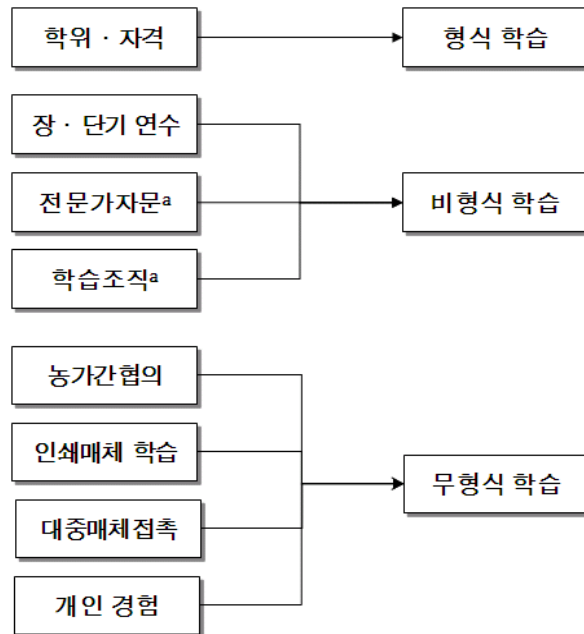 학위 · 자격
형식 학습
장 · 단기 연수
전문가자문ª
비형식 학습
학습조직ª
농가간협의
인쇄매체 학습
무형식 학습
대중매체접촉
개인 경험